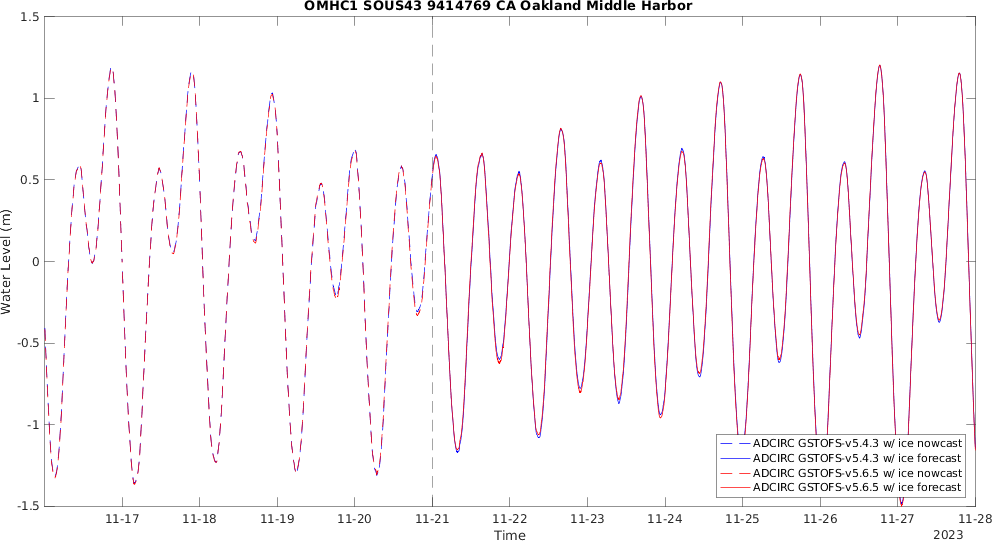 OMHC1 SOUS43 9414769 CA Oakland Middle Harbor
1.5
1
0.5
0
-0.5
-1
-1.5
Water Level (m)
ADCIRC GSTOFS-v5.4.3 w/ ice nowcast
ADCIRC GSTOFS-v5.4.3 w/ ice forecast
ADCIRC GSTOFS-v5.6.5 w/ ice nowcast
ADCIRC GSTOFS-v5.6.5 w/ ice forecast
11-17 11-18 11-19 11-20 11-21 11-22 11-23 11-24 11-25 11-26 11-27 11-28
Time
2023